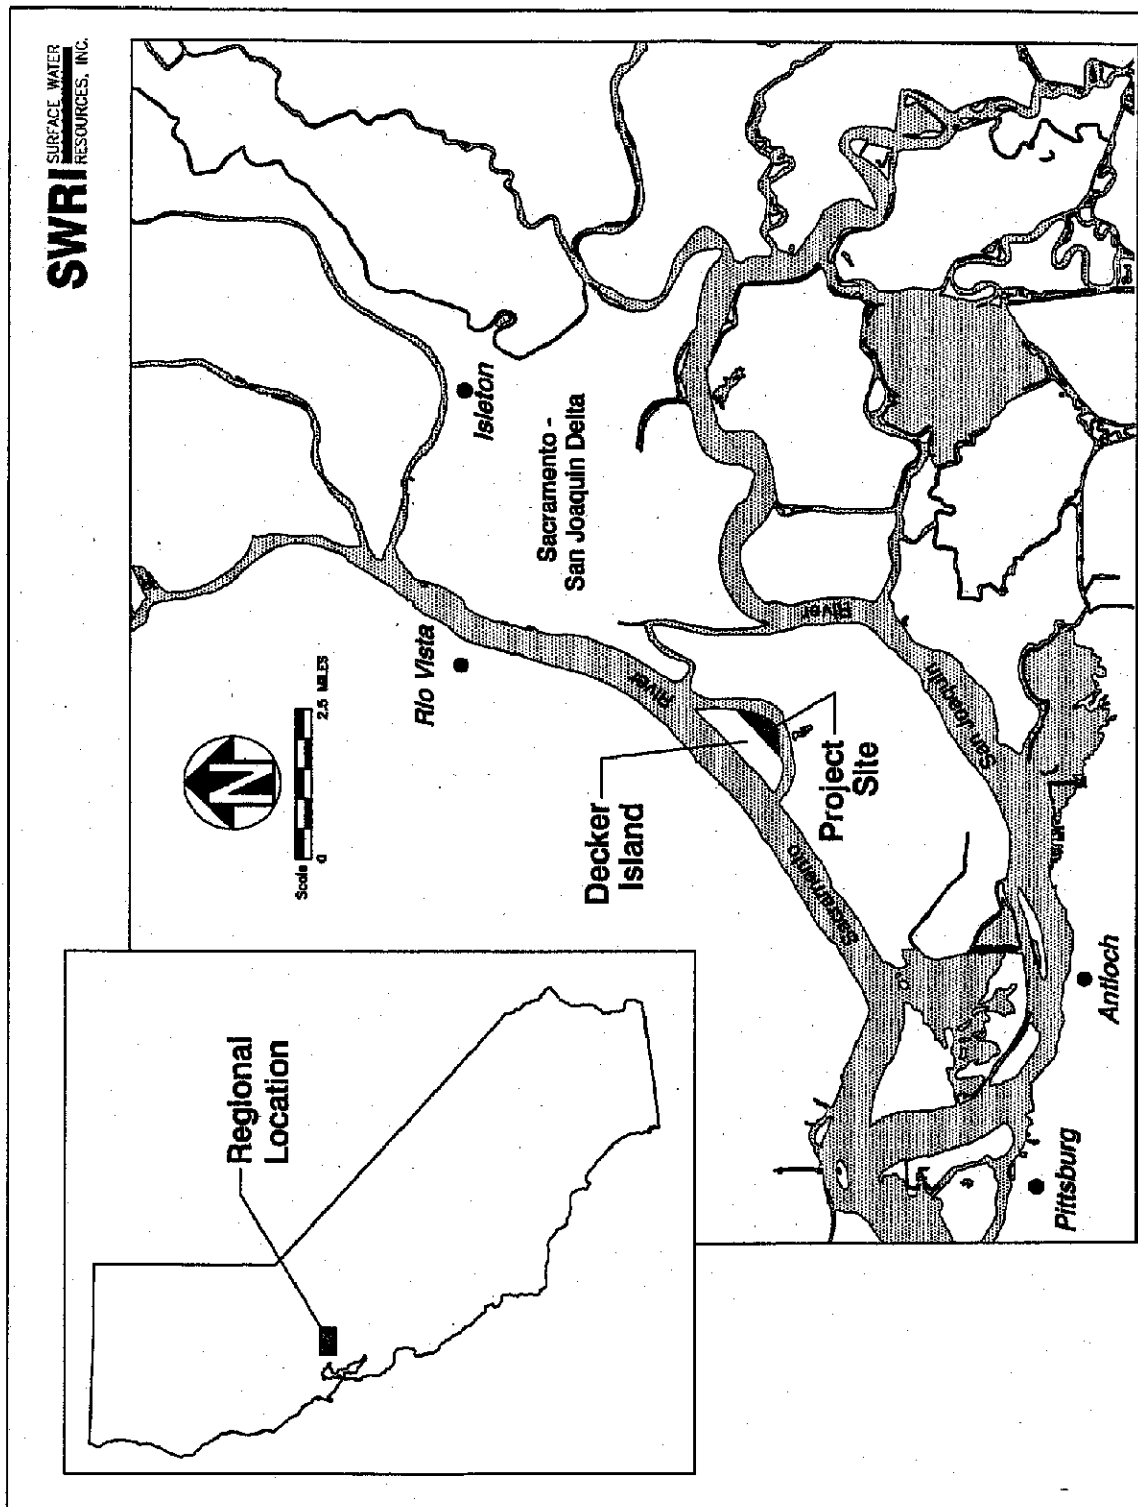 SWRI
SURFACE WATER
RESOURCES, INC.
Regional
Location
Scale
0
2.5 MILES
N
Rio Vista
Isleton
Sacramento -
San Joaquin Delta
Decker
Island
Project
Site
Sacramento
River
San Joaquin
River
Pittsburg
Antioch